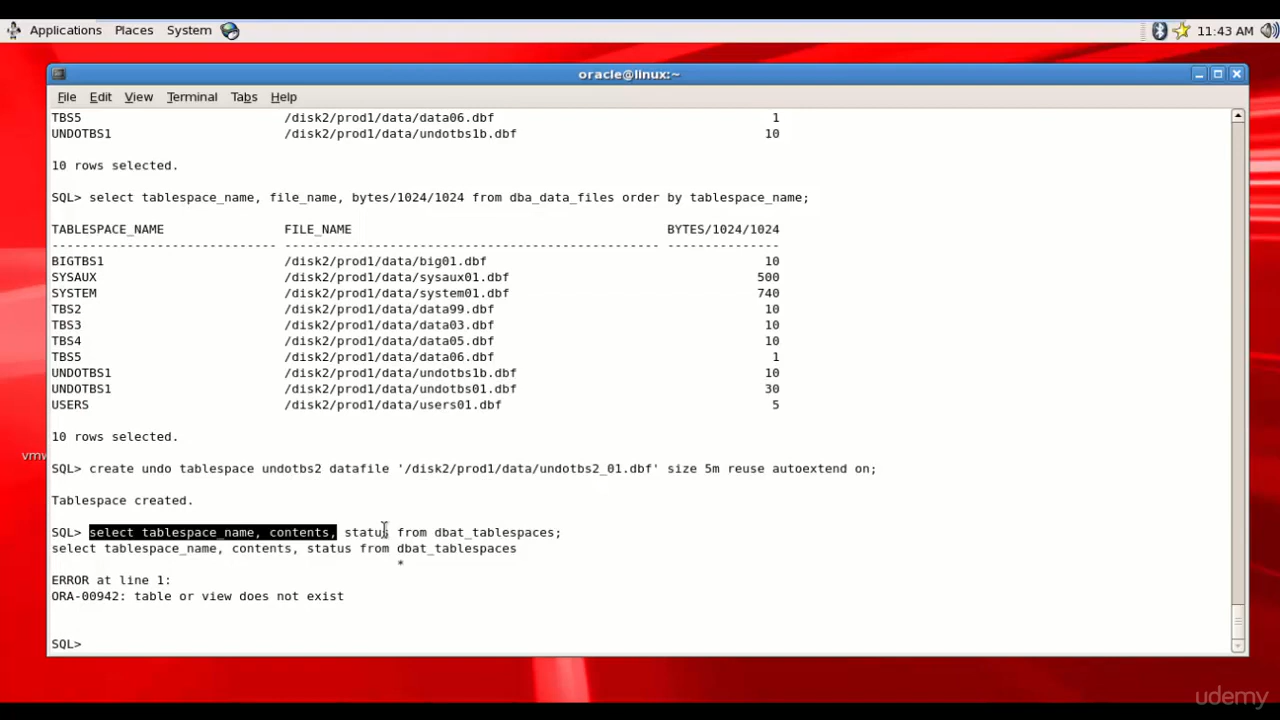 Applications Places System 11:43 AM
oracle@linux:~
File Edit View Terminal Tabs Help
TBS5 /disk2/prod1/data/data06.dbf 1
UNDOTBS1 /disk2/prod1/data/undotbs1b.dbf 10
10 rows selected.
SQL> select tablespace_name, file_name, bytes/1024/1024 from dba_data_files order by tablespace_name;
TABLESPACE_NAME FILE_NAME BYTES/1024/1024
------------------------------ -------------------------------------------------- ---------------
BIGTBS1 /disk2/prod1/data/big01.dbf 10
SYSAUX /disk2/prod1/data/sysaux01.dbf 500
SYSTEM /disk2/prod1/data/system01.dbf 740
TBS2 /disk2/prod1/data/data99.dbf 10
TBS3 /disk2/prod1/data/data03.dbf 10
TBS4 /disk2/prod1/data/data05.dbf 10
TBS5 /disk2/prod1/data/data06.dbf 1
UNDOTBS1 /disk2/prod1/data/undotbs1b.dbf 10
UNDOTBS1 /disk2/prod1/data/undotbs01.dbf 30
USERS /disk2/prod1/data/users01.dbf 5
10 rows selected.
SQL> create undo tablespace undotbs2 datafile '/disk2/prod1/data/undotbs2_01.dbf' size 5m reuse autoextend on;
Tablespace created.
SQL> select tablespace_name, contents, status from dbat_tablespaces;
select tablespace_name, contents, status from dbat_tablespaces
*
ERROR at line 1:
ORA-00942: table or view does not exist
SQL>
udemy